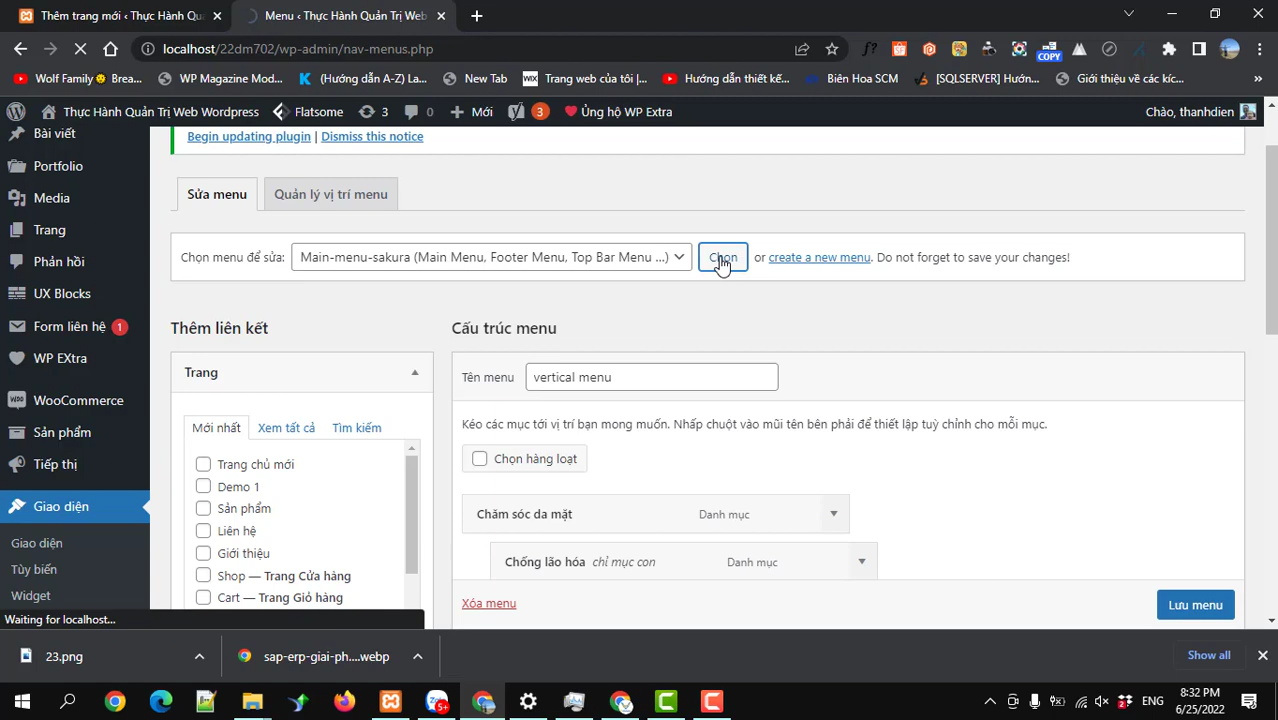 Thêm trang mới ‹ Thực Hành Qu
Menu ‹ Thực Hành Quản Trị Web
localhost/22dm702/wp-admin/nav-menus.php
f?
COPY
Wolf Family Brea...
WP Magazine Mod...
(Hướng dẫn A-Z) La...
New Tab
WIX Trang web của tôi |...
Hướng dẫn thiết kế...
Biên Hoa SCM
[SQLSERVER] Hướn...
Giới thiệu về các kíc...
»
Thực Hành Quản Trị Web Wordpress
Flatsome
3
0
Mới
3
Ủng hộ WP Extra
Chào, thanhdien
Bài viết
Portfolio
Media
Trang
Phản hồi
UX Blocks
Form liên hệ 1
WP EXtra
WooCommerce
Sản phẩm
Tiếp thị
Giao diện
Giao diện
Tùy biến
Widget
Begin updating plugin | Dismiss this notice
Sửa menu
Quản lý vị trí menu
Chọn menu để sửa:
Main-menu-sakura (Main Menu, Footer Menu, Top Bar Menu ...)
Chọn
or create a new menu. Do not forget to save your changes!
Thêm liên kết
Trang
Mới nhất
Xem tất cả
Tìm kiếm
Trang chủ mới
Demo 1
Sản phẩm
Liên hệ
Giới thiệu
Shop — Trang Cửa hàng
Cart — Trang Giỏ hàng
Cấu trúc menu
Tên menu
vertical menu
Kéo các mục tới vị trí bạn mong muốn. Nhấp chuột vào mũi tên bên phải để thiết lập tuỳ chỉnh cho mỗi mục.
Chọn hàng loạt
Chăm sóc da mặt
Danh mục
Chống lão hóa chỉ mục con
Danh mục
Xóa menu
Lưu menu
Waiting for localhost...
23.png
sap-erp-giai-ph....webp
Show all
5+
ENG
8:32 PM
6/25/2022